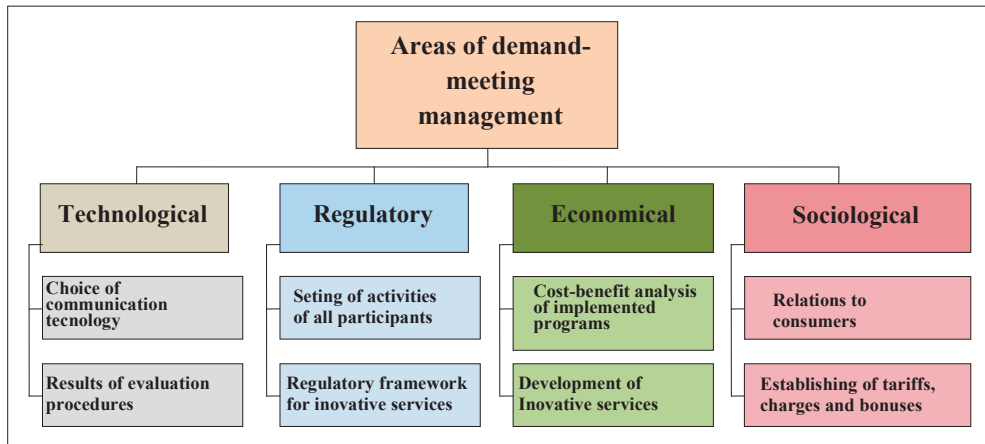 Areas of demand-
meeting
management
Technological
Regulatory
Economical
Sociological
Choice of
communication
tecnology
Seting of activities
of all participants
Cost-benefit analysis
of implemented
programs
Relations to
consumers
Results of evaluation
procedures
Regulatory framework
for inovative services
Development of
Inovative services
Establishing of tariffs,
charges and bonuses